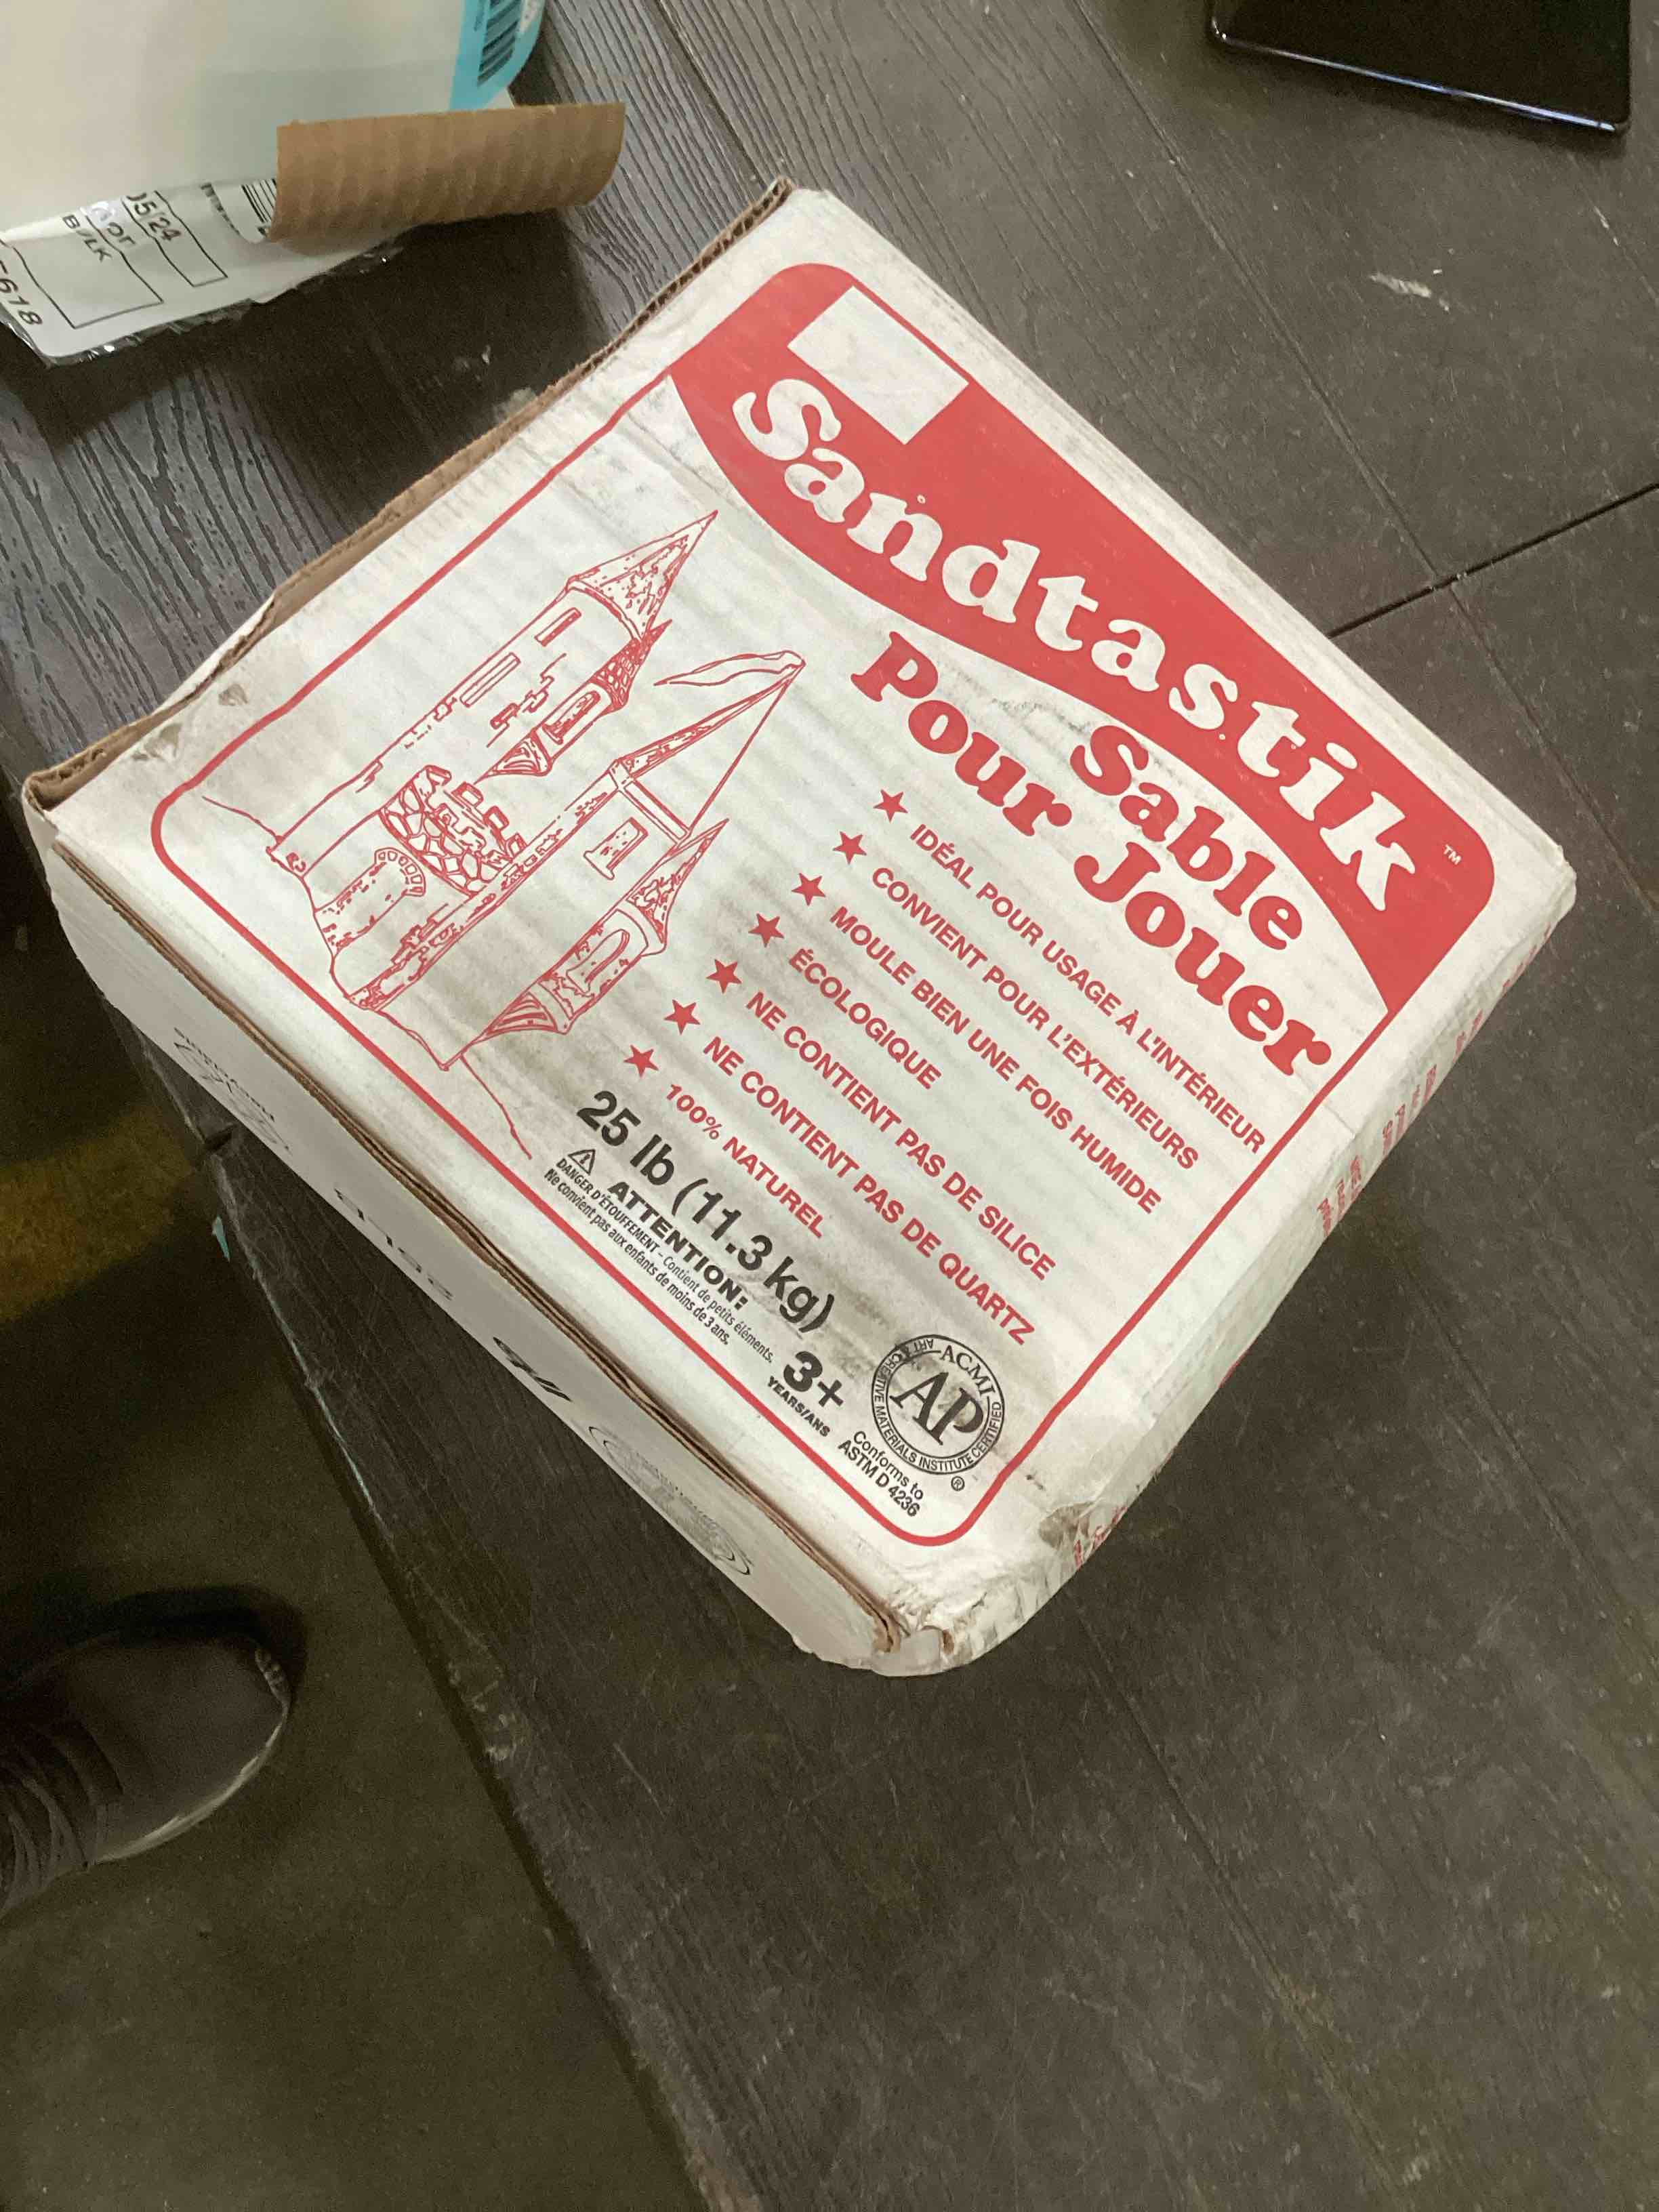 05/24
BULK
5618
Sandtastik™
Sable
Pour Jouer
★ IDÉAL POUR USAGE À L'INTÉRIEUR
★ CONVIENT POUR L'EXTÉRIEURS
★ MOULE BIEN UNE FOIS HUMIDE
★ ÉCOLOGIQUE
★ NE CONTIENT PAS DE SILICE
★ NE CONTIENT PAS DE QUARTZ
★ 100% NATUREL
25 lb (11.3 kg)
⚠ ATTENTION:
DANGER D'ÉTOUFFEMENT – Contient de petits éléments.
Ne convient pas aux enfants de moins de 3 ans.
3+
YEARS/ANS
ACMI
ART & CREATIVE MATERIALS INSTITUTE CERTIFIED
AP
®
Conforms to
ASTM D 4236